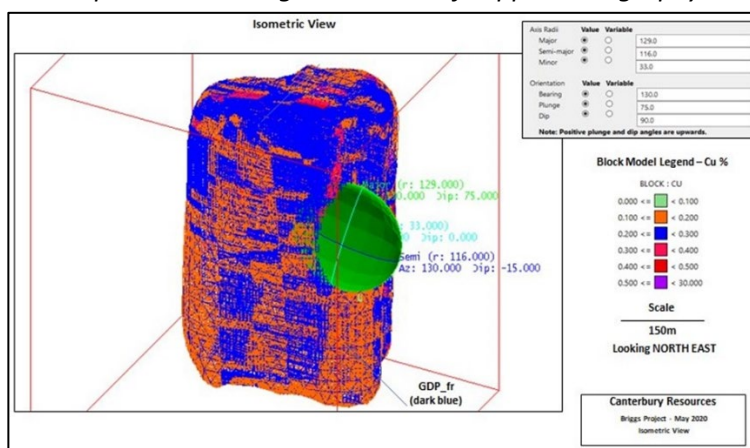 Isometric View
Axis Radii Value Variable
Major 129.0
Semi-major 116.0
Minor 33.0
Orientation Value Variable
Bearing 130.0
Plunge 75.0
Dip 90.0
Note: Positive plunge and dip angles are upwards.
(r: 129.000)
0.000 Dip: 75.000
33.000)
Dip: 0.000
Semi (r: 116.000)
Az: 130.000 Dip: -15.000
Block Model Legend – Cu %
BLOCK : CU
0.000 <= < 0.100
0.100 <= < 0.200
0.200 <= < 0.300
0.300 <= < 0.400
0.400 <= < 0.500
0.500 <= < 30.000
Scale
150m
Looking NORTH EAST
GDP_fr
(dark blue)
Canterbury Resources
Briggs Project - May 2020
Isometric View